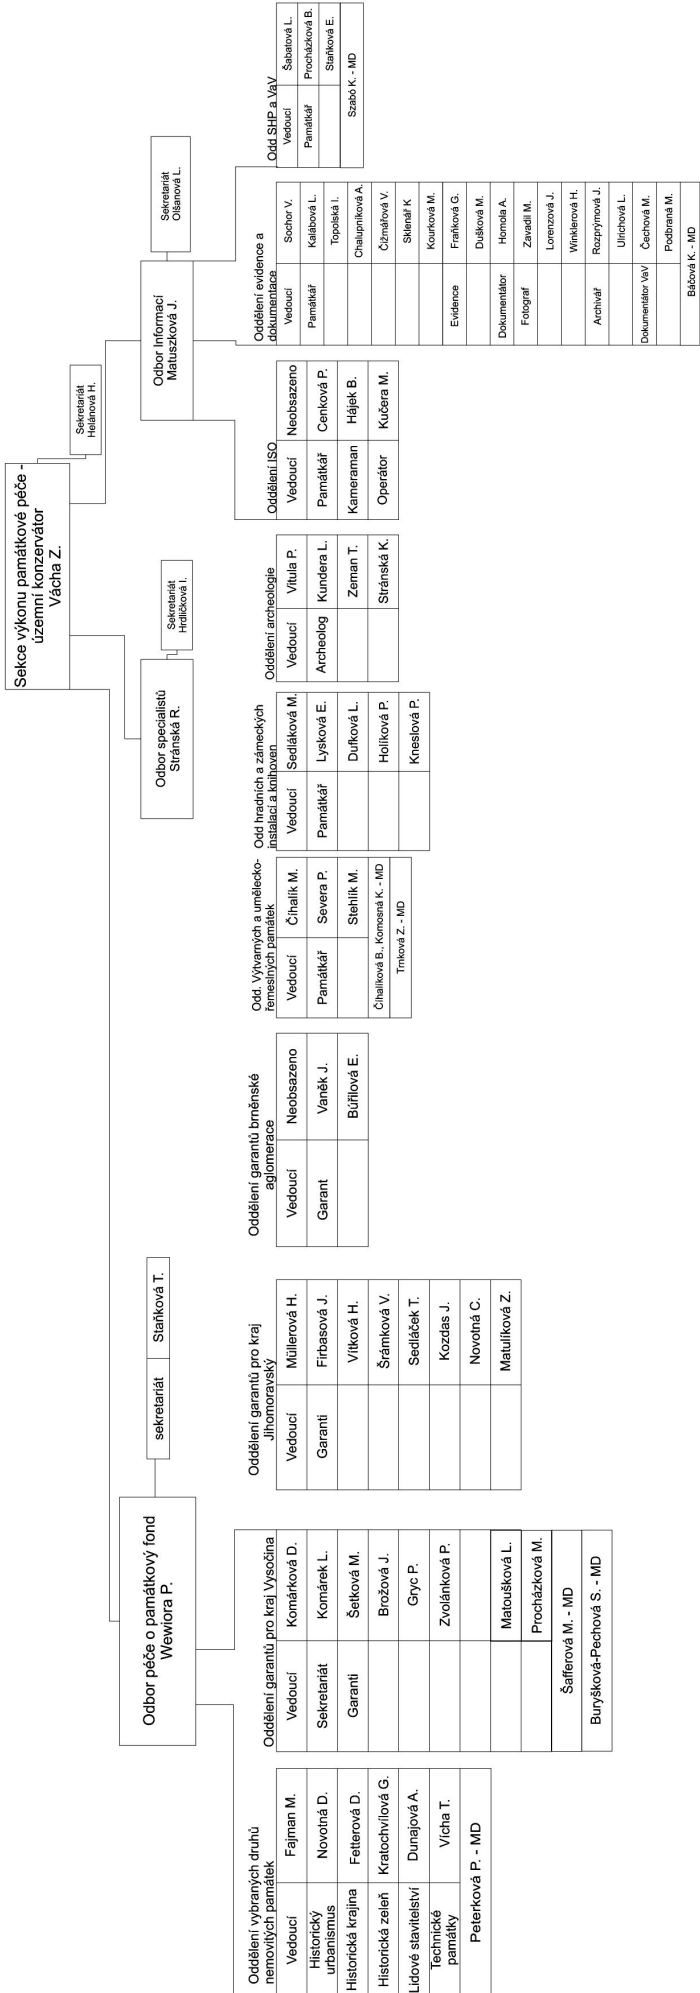 Sekce výkonu památkové péče -
územní konzervátor
Vácha Z.
Sekretariát
Helánová H.
Odbor péče o památkový fond
Wewiora P.
sekretariát Staňková T.
Odbor specialistů
Stránská R.
Sekretariát
Hrdličková I.
Odbor Informací
Matuszková J.
Sekretariát
Olšanová L.
Oddělení vybraných druhů
nemovitých památek
Vedoucí Fajman M.
Historický
urbanismus Novotná D.
Historická krajina Fetterová D.
Historická zeleň Kratochvílová G.
Lidové stavitelství Dunajová A.
Technické
památky Vícha T.
Peterková P. - MD
Oddělení garantů pro kraj Vysočina
Vedoucí Komárková D.
Sekretariát Komárek L.
Garanti Šetková M.
Brožová J.
Gryc P.
Zvolánková P.
Matoušková L.
Procházková M.
Šafferová M. - MD
Buryšková-Pechová S. - MD
Oddělení garantů pro kraj
Jihomoravský
Vedoucí Müllerová H.
Garanti Firbasová J.
Vítková H.
Šrámková V.
Sedláček T.
Kozdas J.
Novotná C.
Matulíková Z.
Oddělení garantů brněnské
aglomerace
Vedoucí Neobsazeno
Garant Vaněk J.
Búřilová E.
Odd. Výtvarných a umělecko-
řemeslných památek
Vedoucí Číhalík M.
Památkář Severa P.
Stehlík M.
Číhalíková B., Komosná K. - MD
Trnková Z. - MD
Odd hradních a zámeckých
instalací a knihoven
Vedoucí Sedláková M.
Památkář Lysková E.
Dufková L.
Holíková P.
Kneslová P.
Oddělení archeologie
Vedoucí Vitula P.
Archeolog Kundera L.
Zeman T.
Stránská K.
Oddělení ISO
Vedoucí Neobsazeno
Památkář Cenková P.
Kameraman Hájek B.
Operátor Kučera M.
Oddělení evidence a
dokumentace
Vedoucí Sochor V.
Památkář Kalábová L.
Topolská I.
Chalupníková A.
Čižmářová V.
Sklenář K
Kourková M.
Evidence Fraňková G.
Dušková M.
Dokumentátor Homola A.
Fotograf Zavadil M.
Lorenzová J.
Winklerová H.
Archivář Rozprýmová J.
Ulrichová L.
Dokumentátor VaV Čechová M.
Podbraná M.
Báčová K. - MD
Odd SHP a VaV
Vedoucí Šabatová L.
Památkář Procházková B.
Staňková E.
Szabó K. - MD